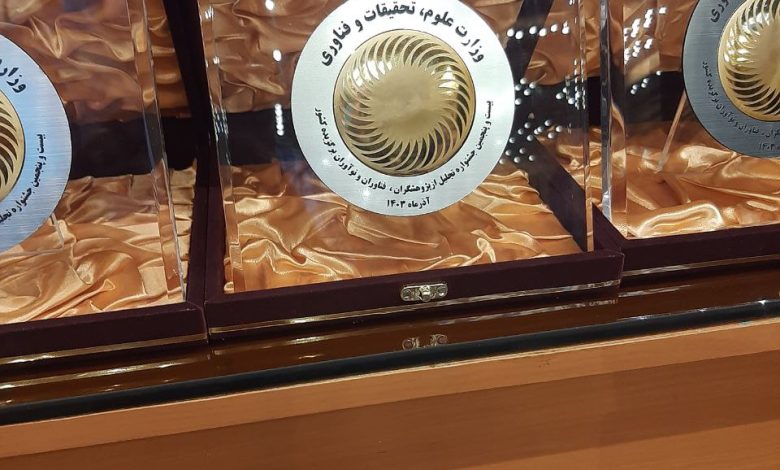 وزارت علوم، تحقیقات و فناوری
بیست و پنجمین جشنواره تجلیل از پژوهشگران، فناوران و نوآوران برگزیده کشور
آذرماه ۱۴۰۳